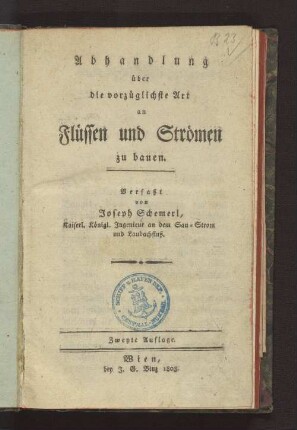 Abhandlung
über
die vorzüglichste Art
an
Flüssen und Strömen
zu bauen.
Verfaßt
von
Joseph Schemerl,
Kaiserl. Königl. Ingenieur an dem Sau-Strom
und Laubachfluß.
Zweyte Auflage.
Wien,
bey J. G. Binz 1808.